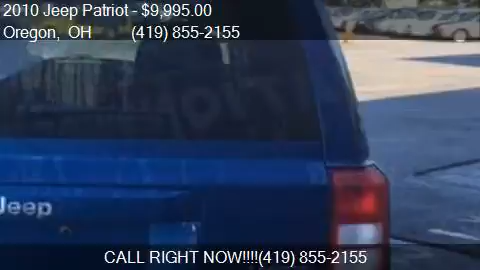 2010 Jeep Patriot - $9,995.00
Oregon, OH (419) 855-2155
Jeep
CALL RIGHT NOW!!!!(419) 855-2155